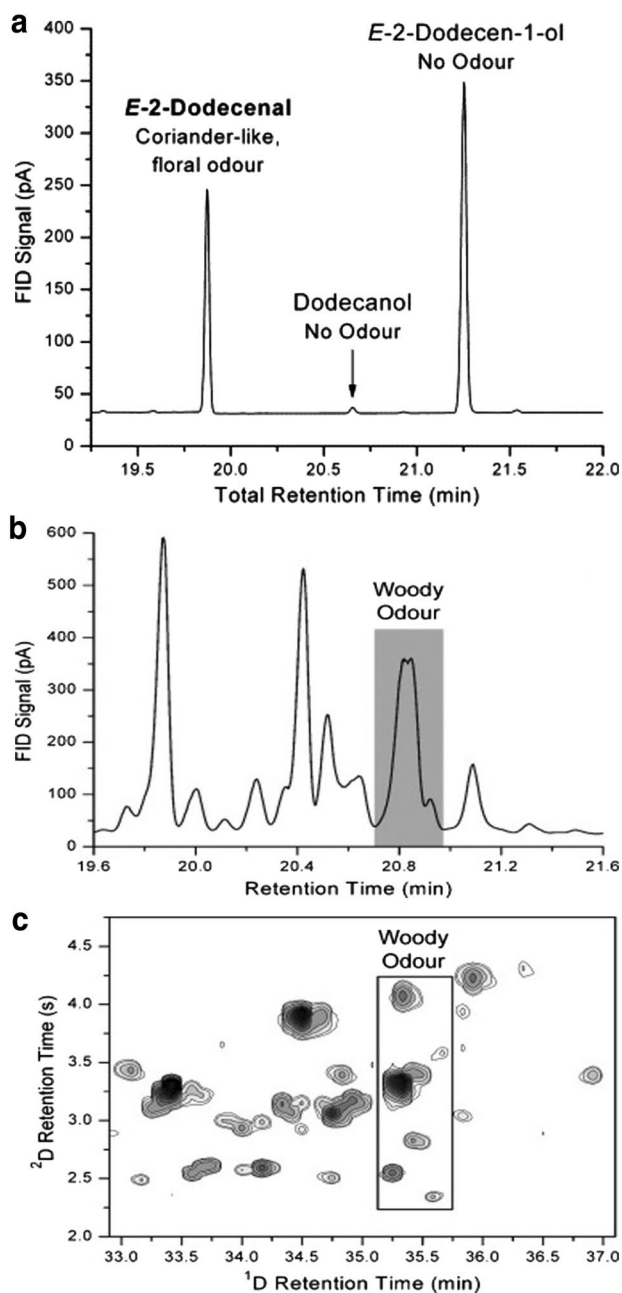 a
400
350
300
250
200
150
100
50
0
FID Signal (pA)
E-2-Dodecenal
Coriander-like,
floral odour
Dodecanol
No Odour
E-2-Dodecen-1-ol
No Odour
19.5 20.0 20.5 21.0 21.5 22.0
Total Retention Time (min)
b
600
500
400
300
200
100
0
FID Signal (pA)
Woody
Odour
19.6 20.0 20.4 20.8 21.2 21.6
Retention Time (min)
c
Woody
Odour
4.5
4.0
3.5
3.0
2.5
2.0
²D Retention Time (s)
33.0 33.5 34.0 34.5 35.0 35.5 36.0 36.5 37.0
¹D Retention Time (min)